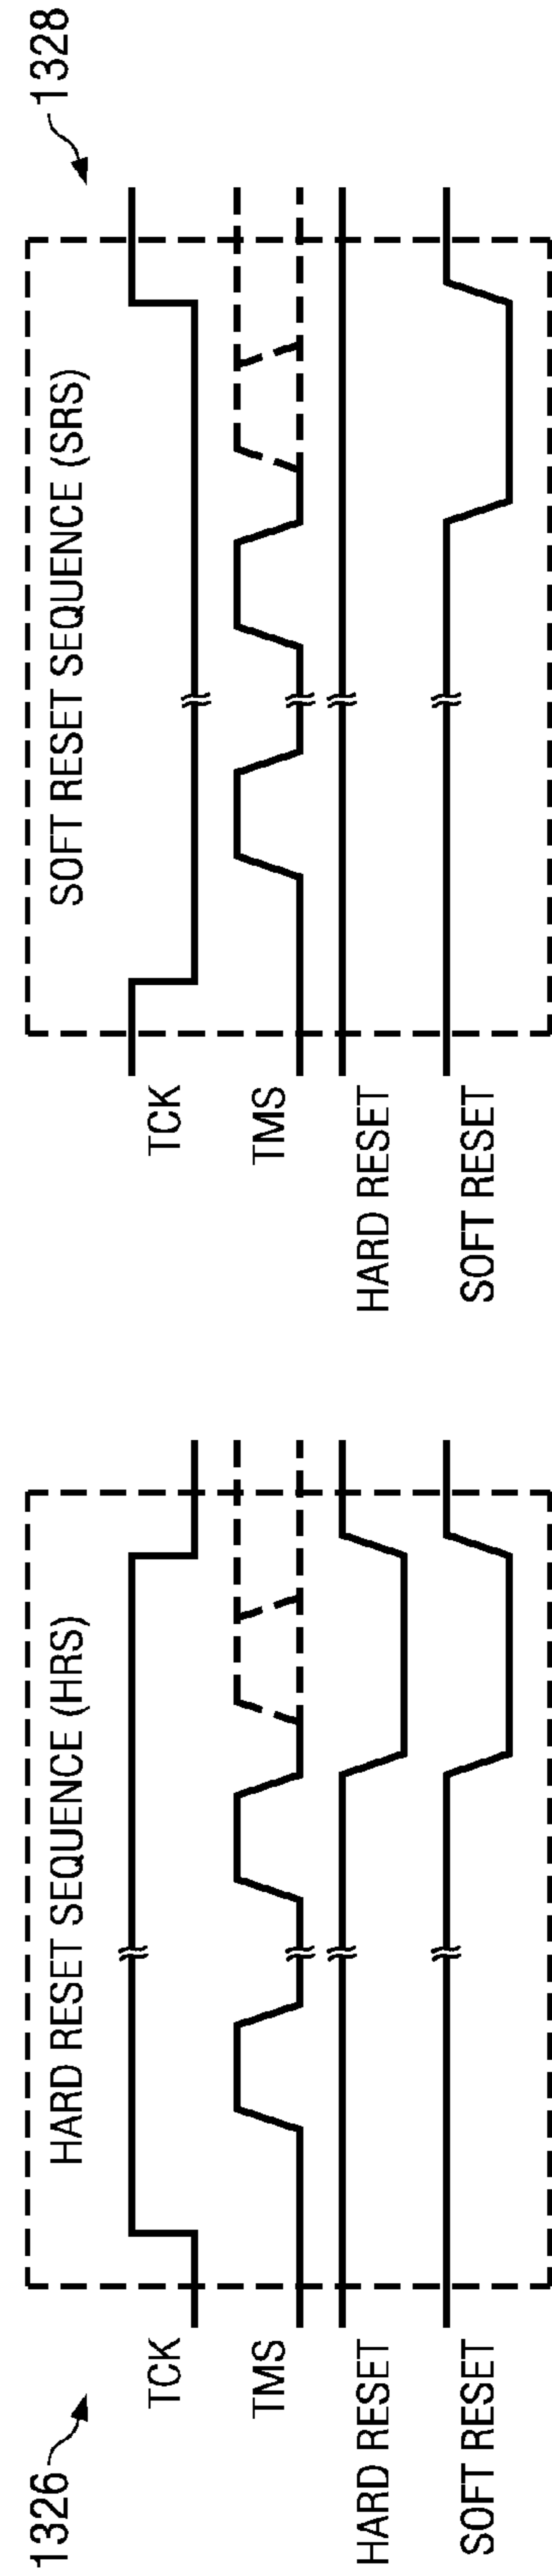 1326
HARD RESET SEQUENCE (HRS)
TCK
TMS
HARD RESET
SOFT RESET
1328
SOFT RESET SEQUENCE (SRS)
TCK
TMS
HARD RESET
SOFT RESET